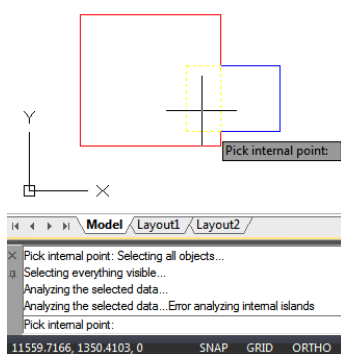 Y
Pick internal point:
X
Model Layout1 Layout2
Pick internal point: Selecting all objects...
Selecting everything visible...
Analyzing the selected data...
Analyzing the selected data...Error analyzing internal islands
Pick internal point:
11559.7166, 1350.4103, 0 SNAP GRID ORTHO